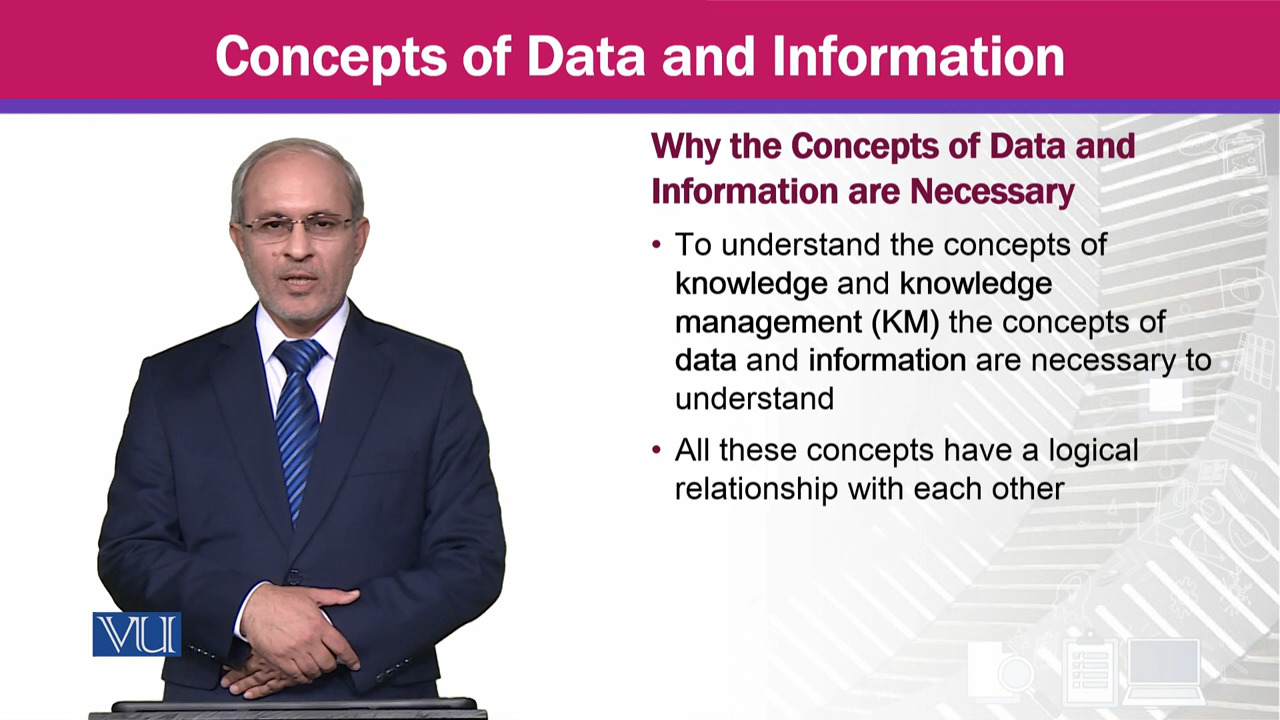 Concepts of Data and Information
Why the Concepts of Data and
Information are Necessary
• To understand the concepts of
knowledge and knowledge
management (KM) the concepts of
data and information are necessary to
understand
• All these concepts have a logical
relationship with each other
VU